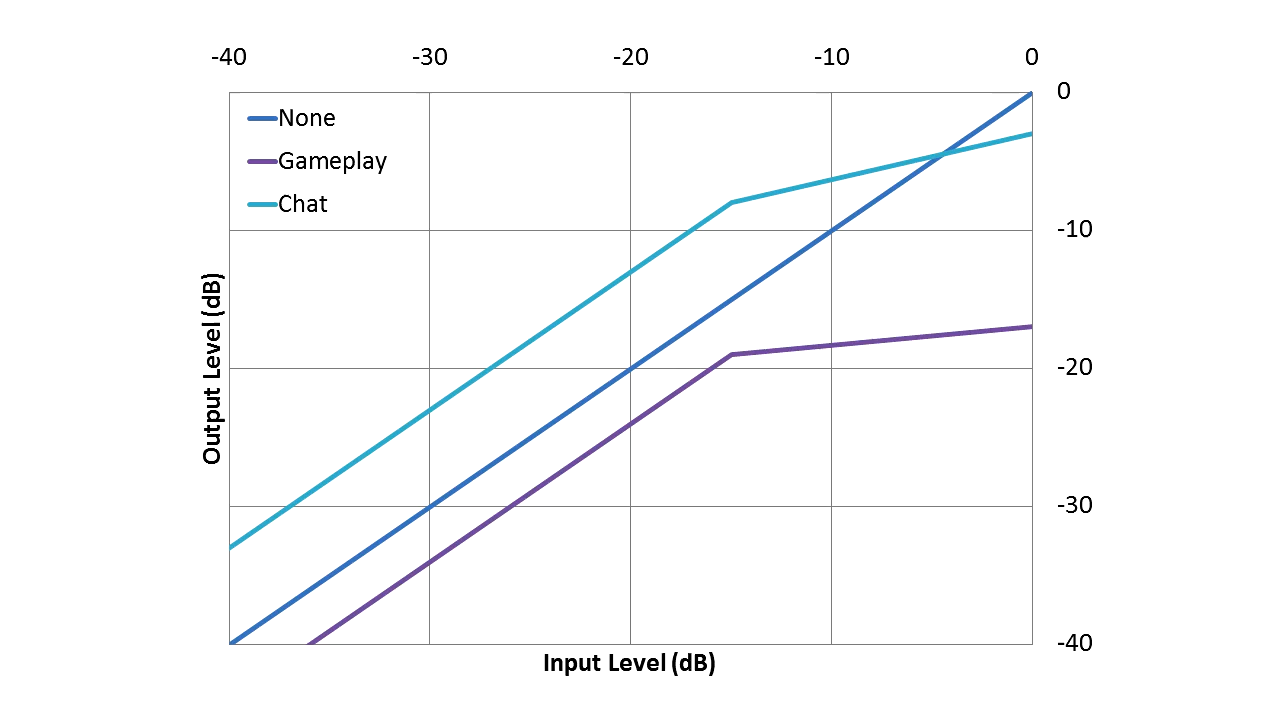 -40 -30 -20 -10 0
0
None
Gameplay
Chat
-10
Output Level (dB)
-20
-30
-40
Input Level (dB)